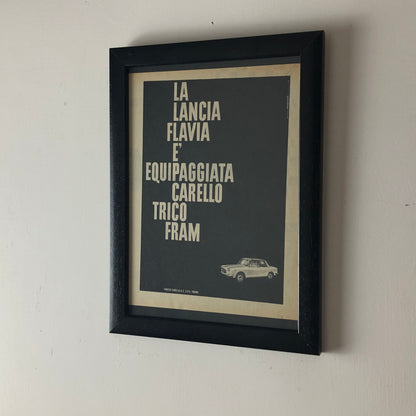 LA
LANCIA
FLAVIA
E'
EQUIPAGGIATA
CARELLO
TRICO
FRAM